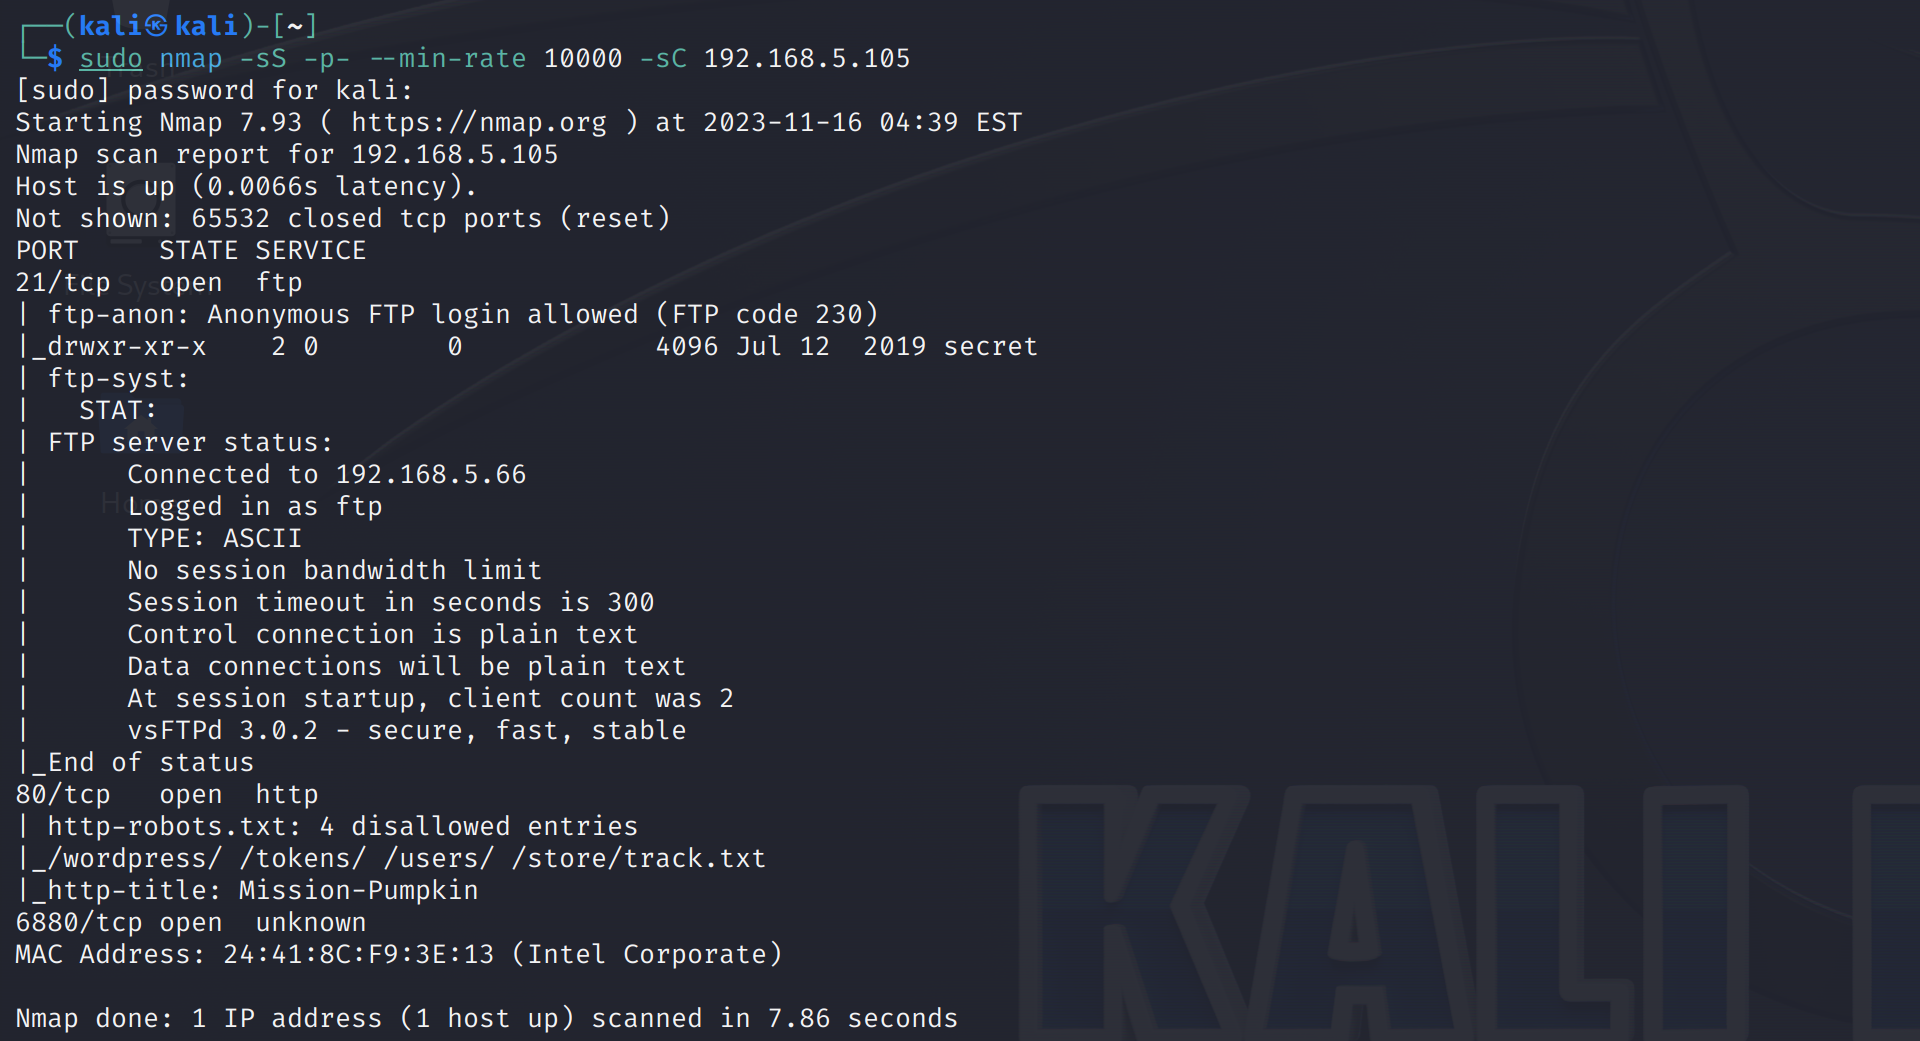 ┌──(kali㉿kali)-[~]
└─$ sudo nmap -sS -p- --min-rate 10000 -sC 192.168.5.105
[sudo] password for kali:
Starting Nmap 7.93 ( https://nmap.org ) at 2023-11-16 04:39 EST
Nmap scan report for 192.168.5.105
Host is up (0.0066s latency).
Not shown: 65532 closed tcp ports (reset)
PORT     STATE SERVICE
21/tcp   open  ftp
| ftp-anon: Anonymous FTP login allowed (FTP code 230)
|_drwxr-xr-x    2 0        0            4096 Jul 12  2019 secret
| ftp-syst:
|   STAT:
| FTP server status:
|      Connected to 192.168.5.66
|      Logged in as ftp
|      TYPE: ASCII
|      No session bandwidth limit
|      Session timeout in seconds is 300
|      Control connection is plain text
|      Data connections will be plain text
|      At session startup, client count was 2
|      vsFTPd 3.0.2 - secure, fast, stable
|_End of status
80/tcp   open  http
| http-robots.txt: 4 disallowed entries
|_/wordpress/ /tokens/ /users/ /store/track.txt
|_http-title: Mission-Pumpkin
6880/tcp open  unknown
MAC Address: 24:41:8C:F9:3E:13 (Intel Corporate)

Nmap done: 1 IP address (1 host up) scanned in 7.86 seconds
KALI